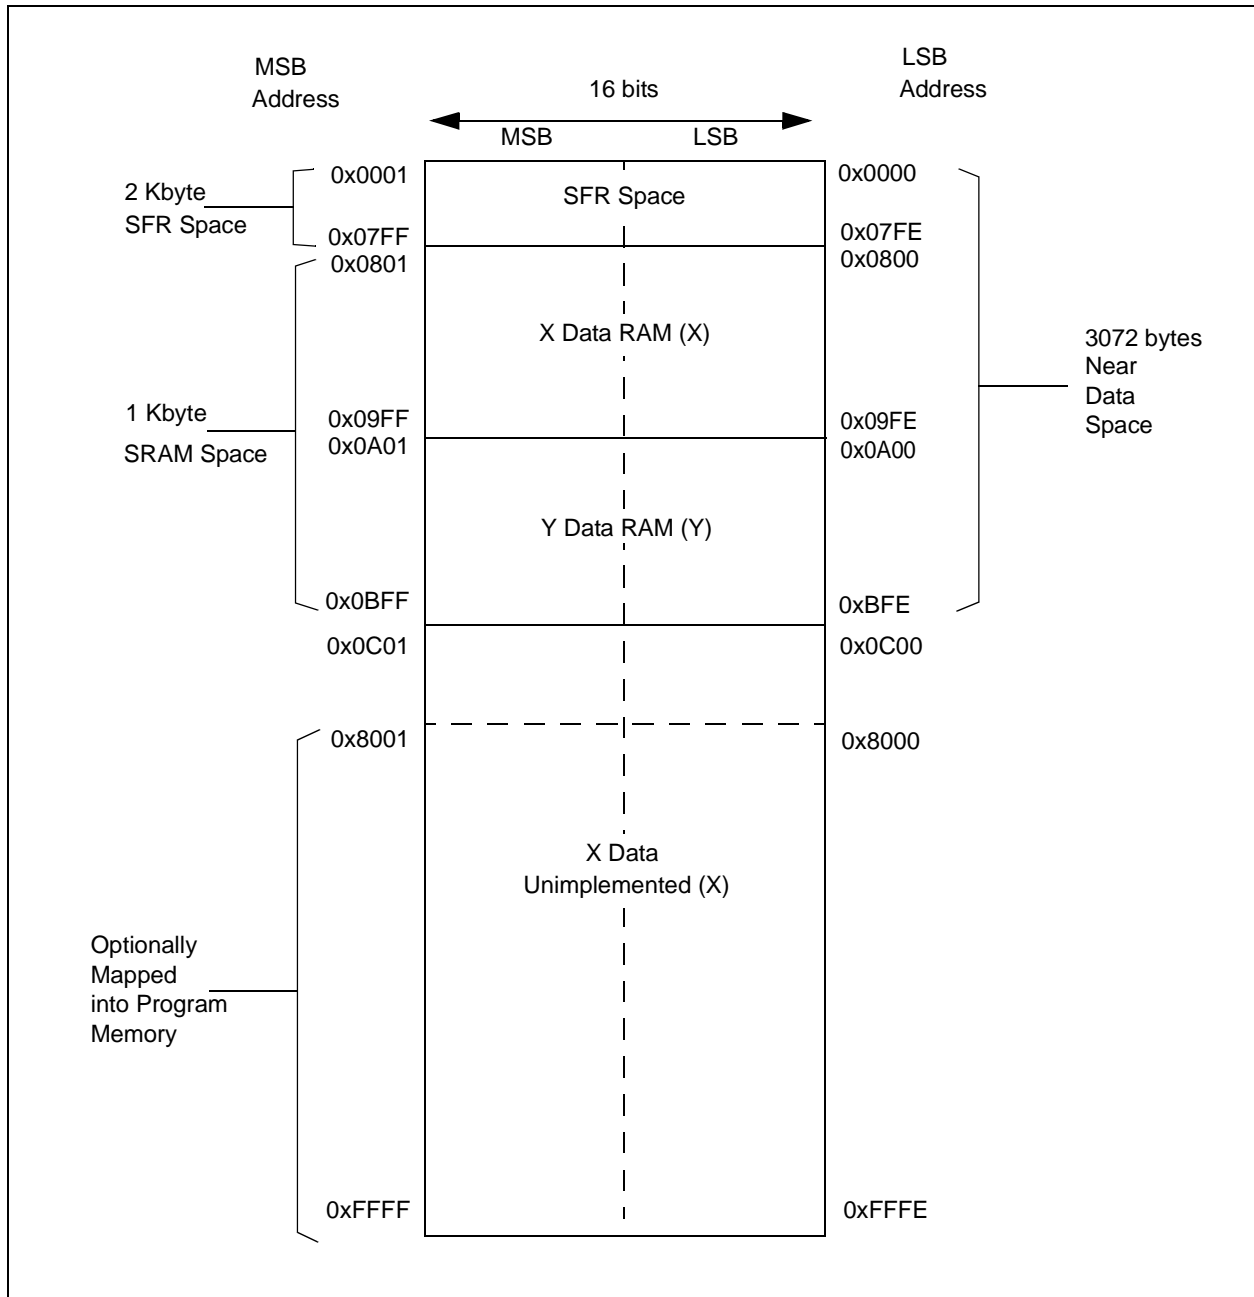 MSB
Address
LSB
Address
16 bits
MSB
LSB
0x0001
0x0000
2 Kbyte
SFR Space
SFR Space
0x07FF
0x07FE
0x0801
0x0800
X Data RAM (X)
3072 bytes
Near
Data
Space
1 Kbyte
SRAM Space
0x09FF
0x09FE
0x0A01
0x0A00
Y Data RAM (Y)
0x0BFF
0xBFE
0x0C01
0x0C00
0x8001
0x8000
X Data
Unimplemented (X)
Optionally
Mapped
into Program
Memory
0xFFFF
0xFFFE